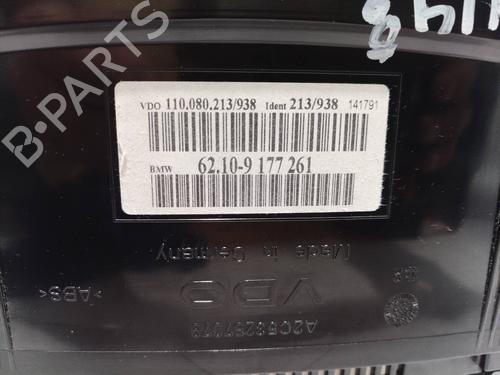 VDO 110.080.213/938 Ident 213/938 141791
BMW 62.10-9 177 261
Made in Germany
>ABS<
VDO
B-PARTS